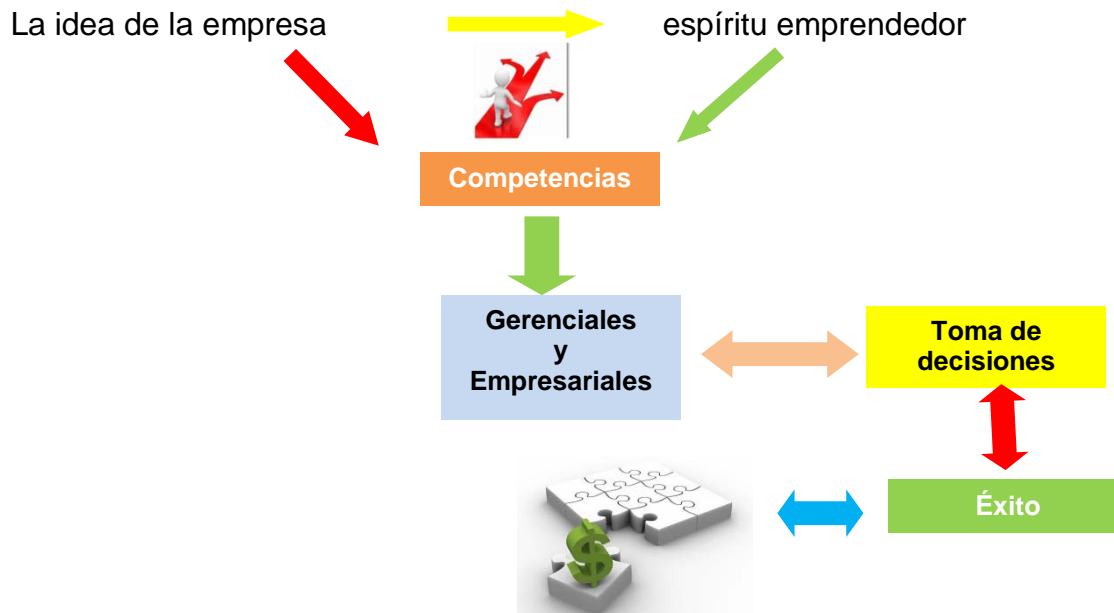 La idea de la empresa espíritu emprendedor
Competencias
Gerenciales
y
Empresariales
Toma de
decisiones
Éxito
$